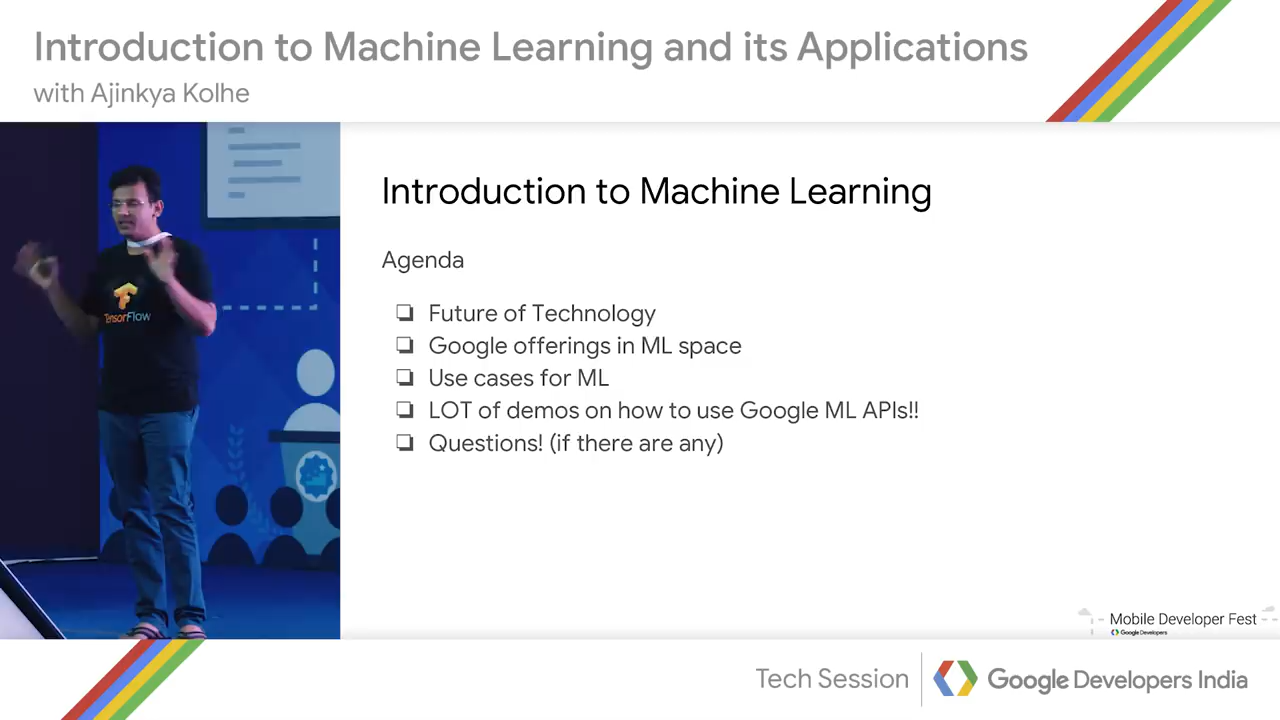 Introduction to Machine Learning and its Applications
with Ajinkya Kolhe
TensorFlow
Introduction to Machine Learning
Agenda
❏ Future of Technology
❏ Google offerings in ML space
❏ Use cases for ML
❏ LOT of demos on how to use Google ML APIs!!
❏ Questions! (if there are any)
Mobile Developer Fest
Google Developers
Tech Session
Google Developers India